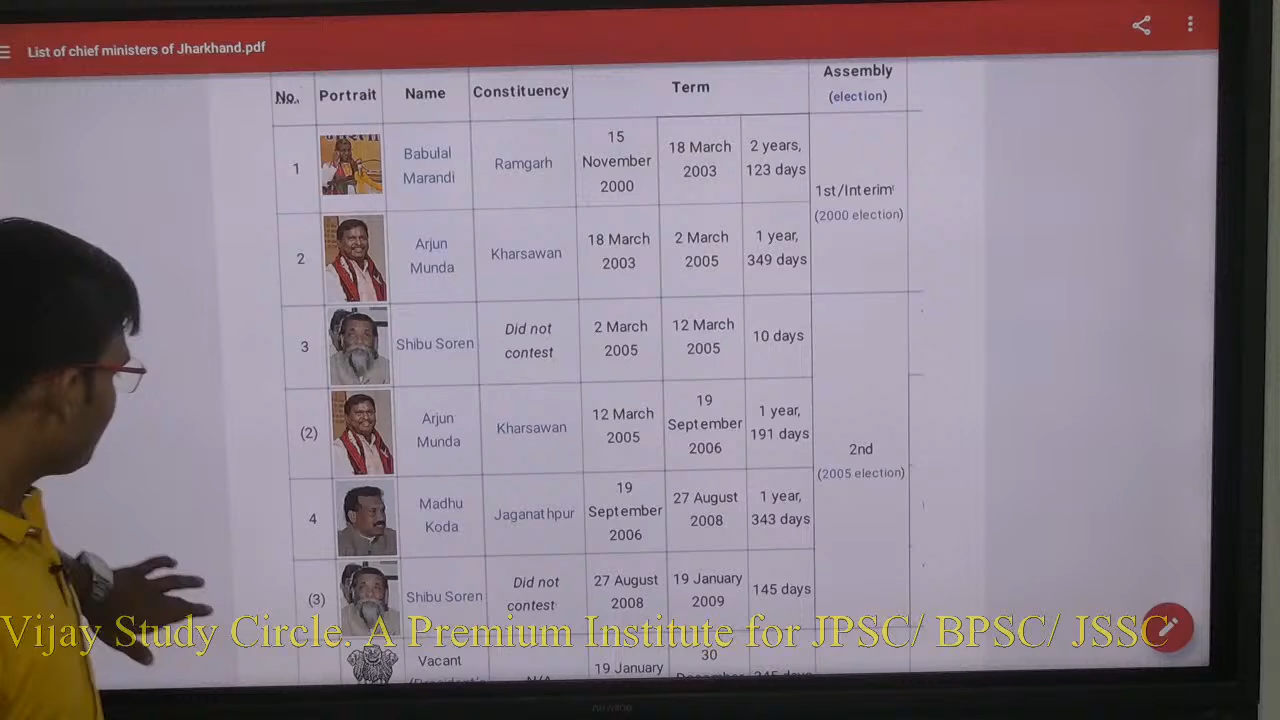 List of chief ministers of Jharkhand.pdf
No.
Portrait
Name
Constituency
Term
Assembly
(election)
1
Babulal
Marandi
Ramgarh
15
November
2000
18 March
2003
2 years,
123 days
1st/Interim
(2000 election)
2
Arjun
Munda
Kharsawan
18 March
2003
2 March
2005
1 year,
349 days
3
Shibu Soren
Did not
contest
2 March
2005
12 March
2005
10 days
(2)
Arjun
Munda
Kharsawan
12 March
2005
19
September
2006
1 year,
191 days
2nd
(2005 election)
4
Madhu
Koda
Jaganathpur
19
September
2006
27 August
2008
1 year,
343 days
(3)
Shibu Soren
Did not
contest
27 August
2008
19 January
2009
145 days
Vijay Study Circle. A Premium Institute for JPSC/ BPSC/ JSSC
Vacant
N/A
19 January
30